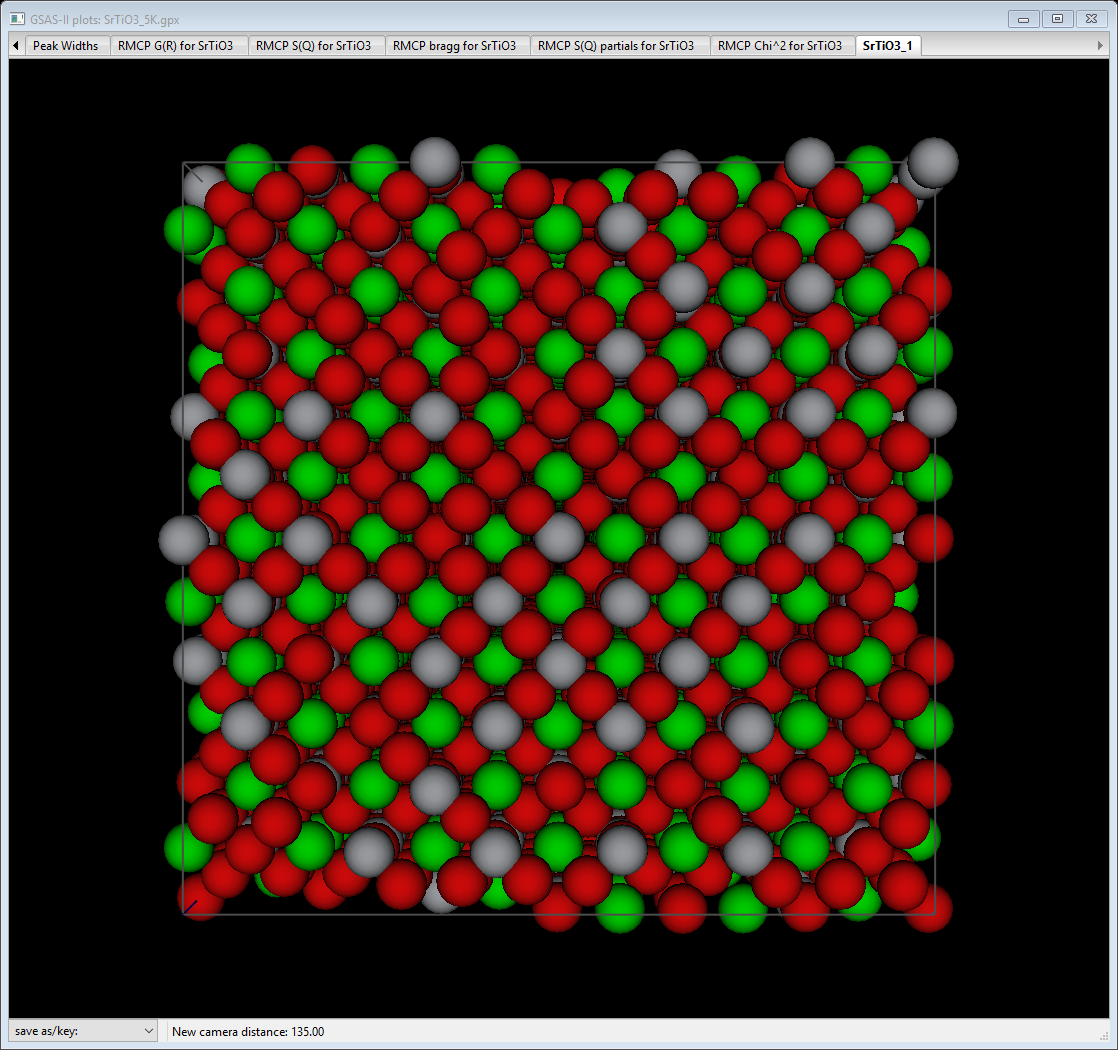 GSAS-II plots: SrTiO3_5K.gpx
Peak Widths RMCP G(R) for SrTiO3 RMCP S(Q) for SrTiO3 RMCP bragg for SrTiO3 RMCP S(Q) partials for SrTiO3 RMCP Chi^2 for SrTiO3 SrTiO3_1
save as/key: New camera distance: 135.00